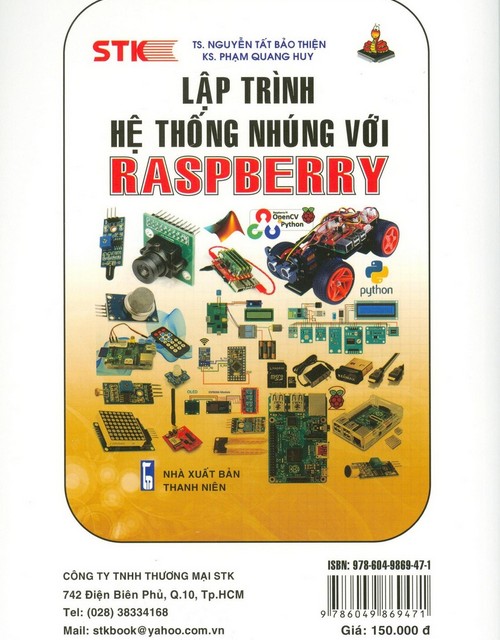 STK
TS. NGUYỄN TẤT BẢO THIỆN
KS. PHẠM QUANG HUY
LẬP TRÌNH
HỆ THỐNG NHÚNG VỚI
RASPBERRY
OpenCV
Python
python
NHÀ XUẤT BẢN
THANH NIÊN
CÔNG TY TNHH THƯƠNG MẠI STK
742 Điện Biên Phủ, Q.10, Tp.HCM
Tel: (028) 38334168
Mail: stkbook@yahoo.com.vn
ISBN: 978-604-9869-47-1
9 786049 869471
Giá: 150.000 đ